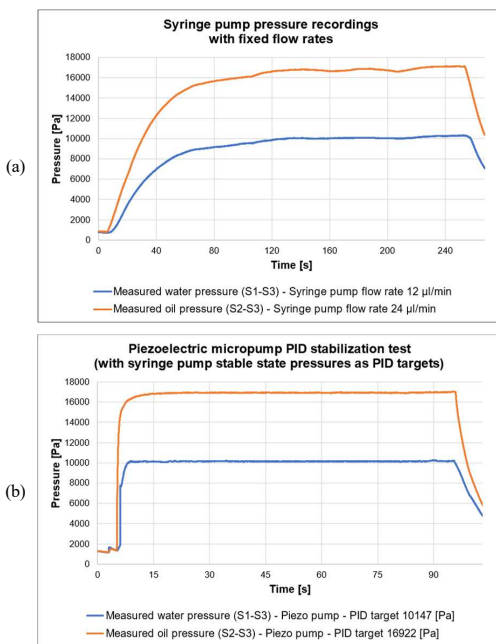 (a)
Syringe pump pressure recordings
with fixed flow rates
Pressure [Pa]
18000
16000
14000
12000
10000
8000
6000
4000
2000
0
0 40 80 120 160 200 240
Time [s]
Measured water pressure (S1-S3) - Syringe pump flow rate 12 µl/min
Measured oil pressure (S2-S3) - Syringe pump flow rate 24 µl/min
(b)
Piezoelectric micropump PID stabilization test
(with syringe pump stable state pressures as PID targets)
Pressure [Pa]
18000
16000
14000
12000
10000
8000
6000
4000
2000
0
0 15 30 45 60 75 90
Time [s]
Measured water pressure (S1-S3) - Piezo pump - PID target 10147 [Pa]
Measured oil pressure (S2-S3) - Piezo pump - PID target 16922 [Pa]